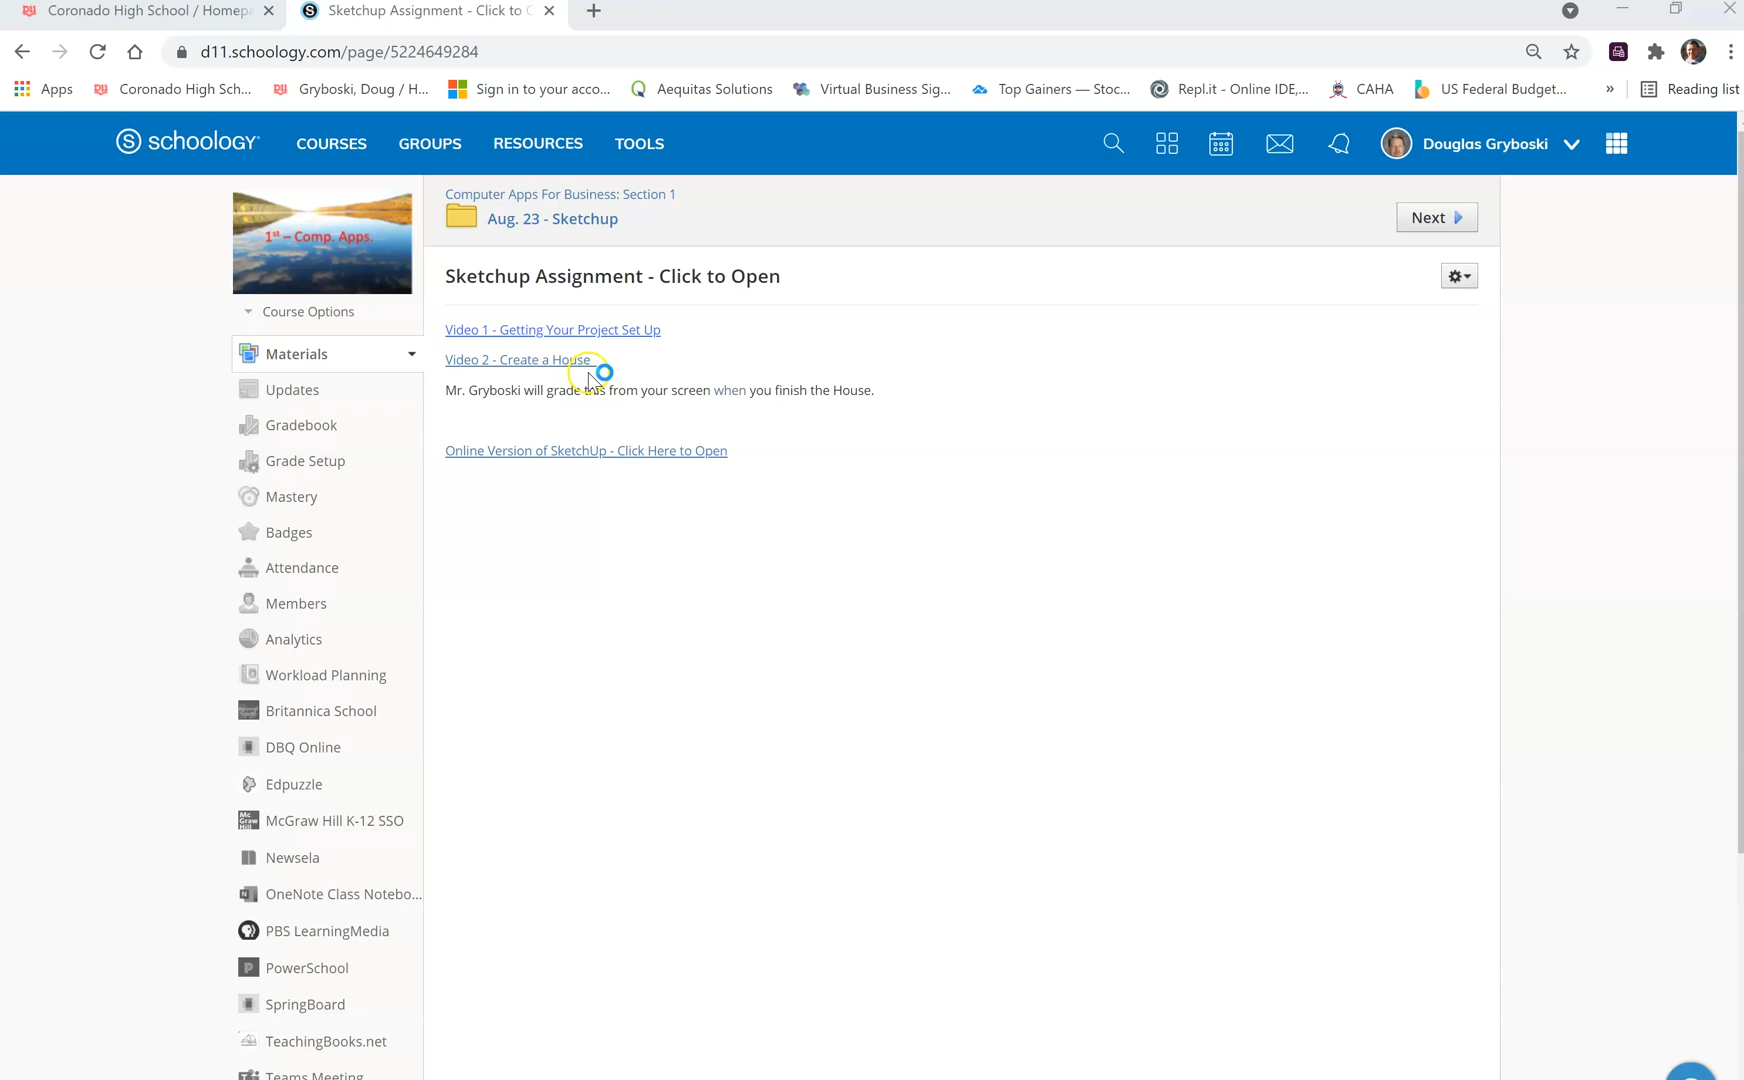 Coronado High School / Homep
Sketchup Assignment - Click to
d11.schoology.com/page/5224649284
Apps
Coronado High Sch...
Gryboski, Doug / H...
Sign in to your acco...
Aequitas Solutions
Virtual Business Sig...
Top Gainers — Stoc...
Repl.it - Online IDE,...
CAHA
US Federal Budget...
»
Reading list
schoology
COURSES
GROUPS
RESOURCES
TOOLS
Douglas Gryboski
1st – Comp. Apps.
Course Options
Materials
Updates
Gradebook
Grade Setup
Mastery
Badges
Attendance
Members
Analytics
Workload Planning
Britannica School
DBQ Online
Edpuzzle
McGraw Hill K-12 SSO
Newsela
OneNote Class Notebo...
PBS LearningMedia
PowerSchool
SpringBoard
TeachingBooks.net
Teams Meeting
Computer Apps For Business: Section 1
Aug. 23 - Sketchup
Next
Sketchup Assignment - Click to Open
Video 1 - Getting Your Project Set Up
Video 2 - Create a House
Mr. Gryboski will grade this from your screen when you finish the House.
Online Version of SketchUp - Click Here to Open